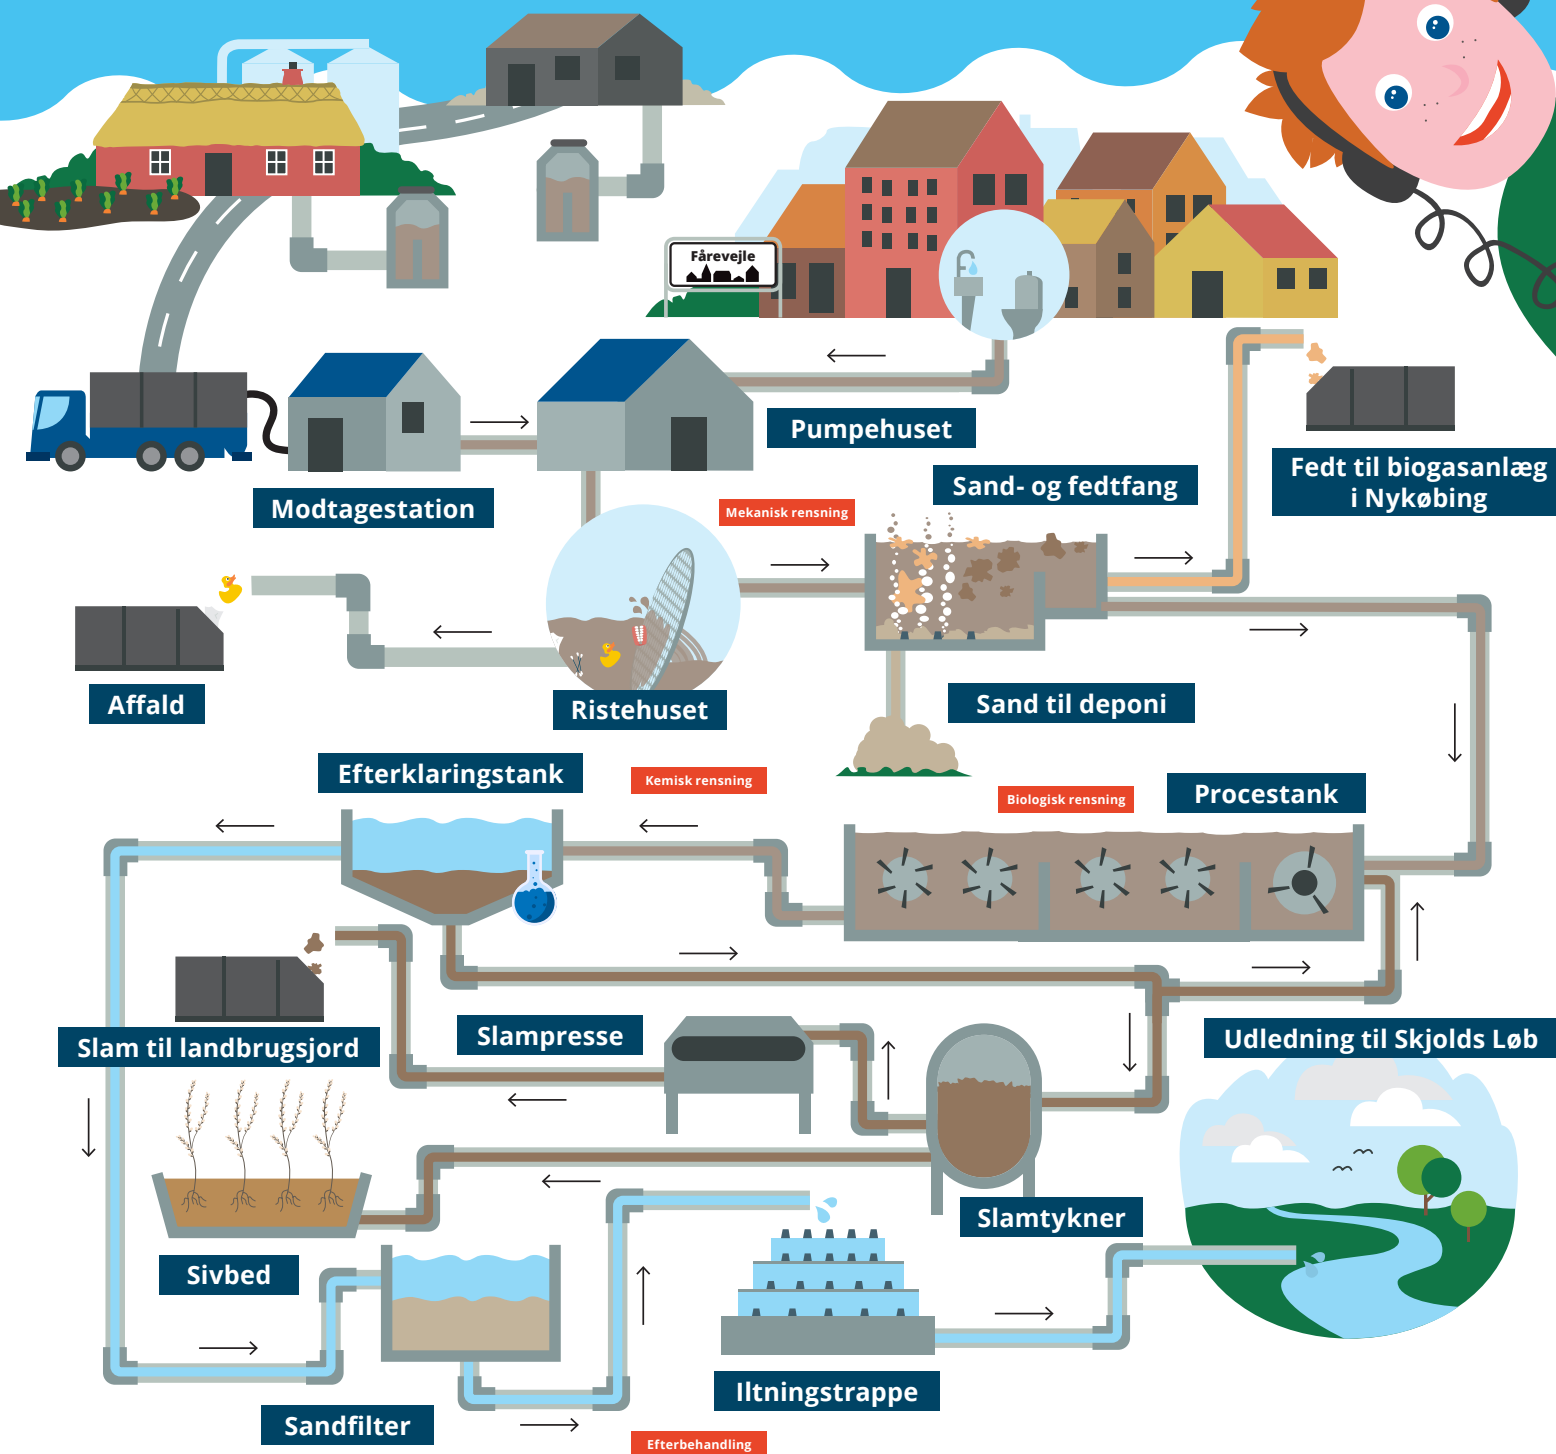 Fårevejle
Pumpehuset
Fedt til biogasanlæg
i Nykøbing
Sand- og fedtfang
Modtagestation
Mekanisk rensning
Affald
Ristehuset
Sand til deponi
Efterklaringstank
Kemisk rensning
Biologisk rensning
Procestank
Slam til landbrugsjord
Slampresse
Udledning til Skjolds Løb
Slamtykner
Sivbed
Iltningstrappe
Sandfilter
Efterbehandling